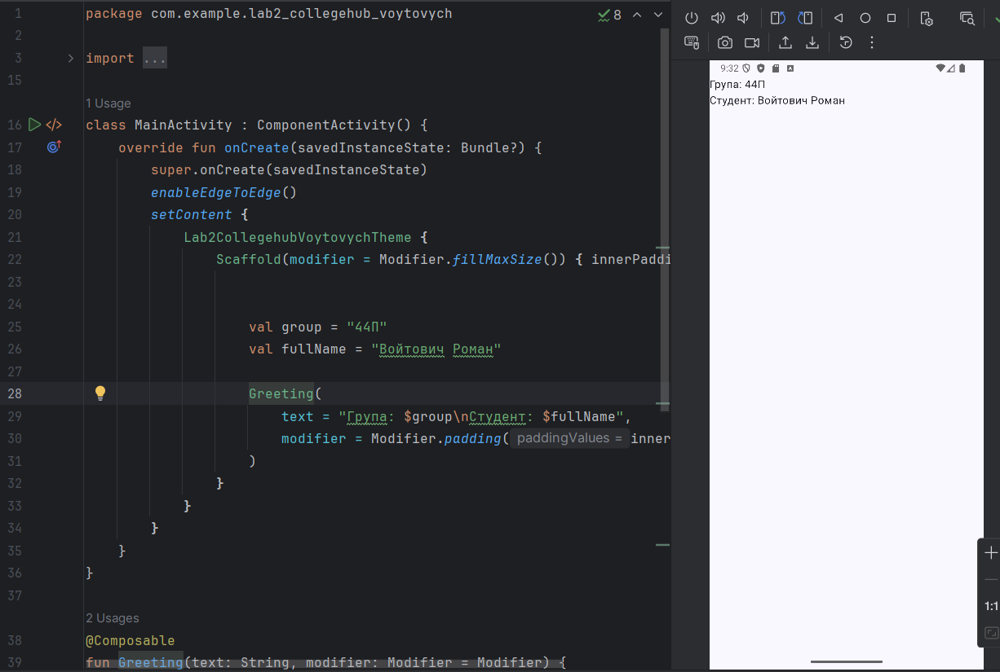 1 package com.example.lab2_collegehub_voytovych
8
2
3 import ...
15
1 Usage
16 class MainActivity : ComponentActivity() {
17 override fun onCreate(savedInstanceState: Bundle?) {
18 super.onCreate(savedInstanceState)
19 enableEdgeToEdge()
20 setContent {
21 Lab2CollegehubVoytovychTheme {
22 Scaffold(modifier = Modifier.fillMaxSize()) { innerPaddi
23
24
25 val group = "44П"
26 val fullName = "Войтович Роман"
27
28 Greeting(
29 text = "Група: $group\nСтудент: $fullName",
30 modifier = Modifier.padding( paddingValues = inner
31 )
32 }
33 }
34 }
35 }
36 }
37
2 Usages
38 @Composable
39 fun Greeting(text: String, modifier: Modifier = Modifier) {
9:32
Група: 44П
Студент: Войтович Роман
1:1